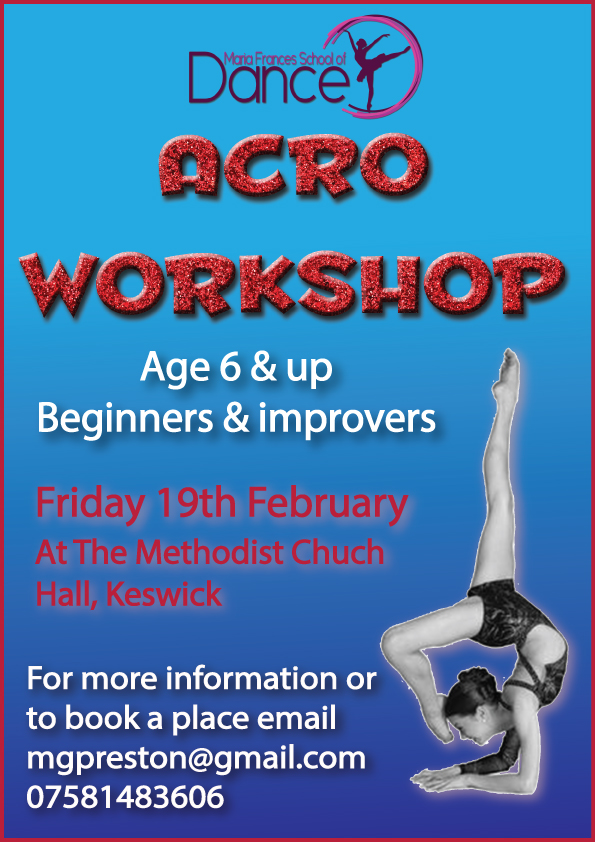 Maria Frances School of
Dance
ACRO
WORKSHOP
Age 6 & up
Beginners & improvers
Friday 19th February
At The Methodist Chuch
Hall, Keswick
For more information or
to book a place email
mgpreston@gmail.com
07581483606